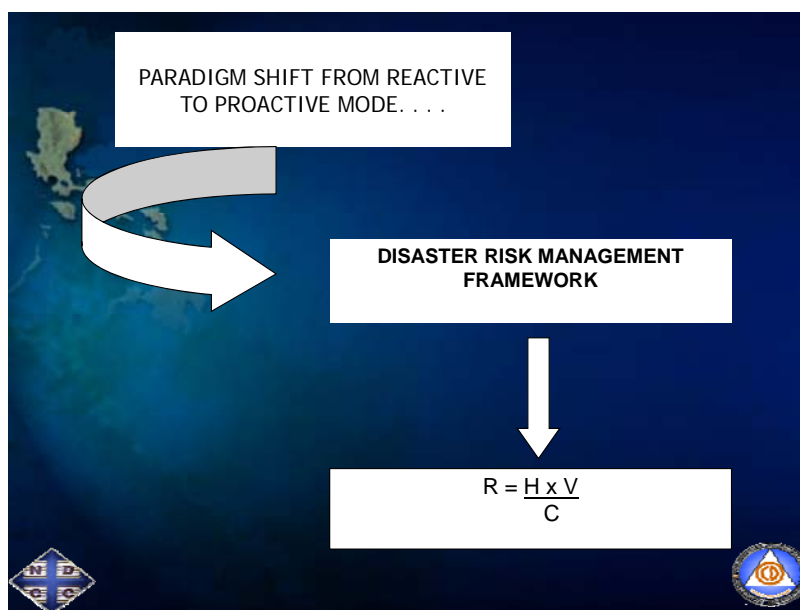 PARADIGM SHIFT FROM REACTIVE
TO PROACTIVE MODE. . . .
DISASTER RISK MANAGEMENT
FRAMEWORK
R = H x V
C
N D
C C